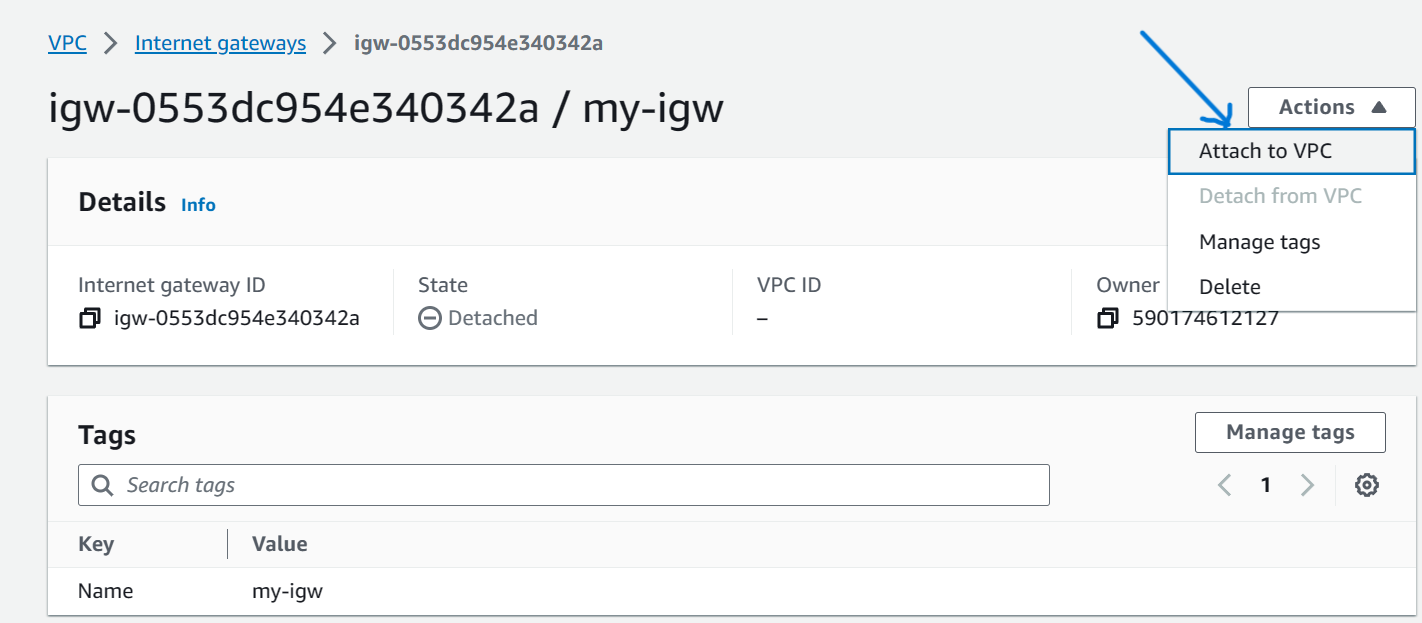 VPC > Internet gateways > igw-0553dc954e340342a
igw-0553dc954e340342a / my-igw
Actions
Attach to VPC
Detach from VPC
Manage tags
Delete
Details Info
Internet gateway ID
igw-0553dc954e340342a
State
Detached
VPC ID
–
Owner
590174612127
Tags
Manage tags
Search tags
1
Key Value
Name my-igw